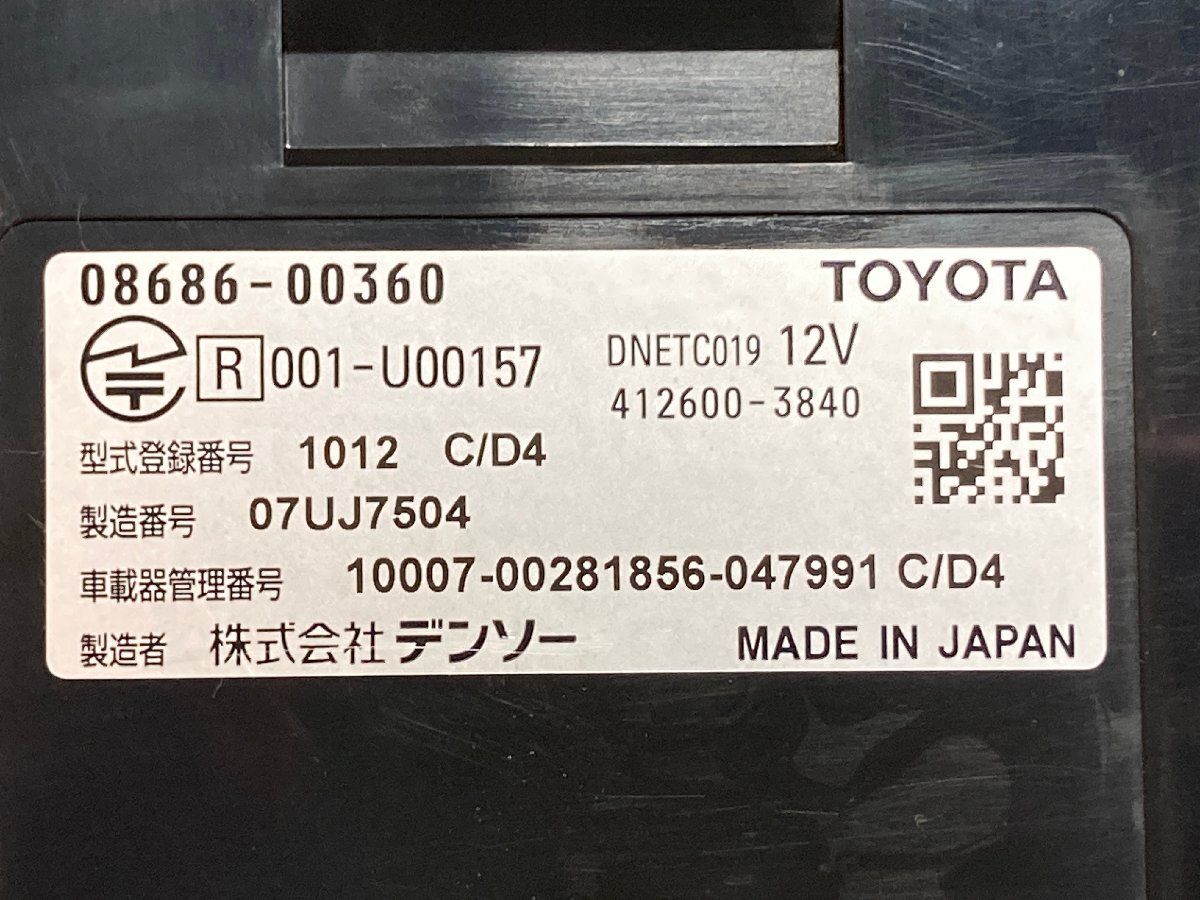 08686-00360 TOYOTA
R 001-U00157 DNETC019 12V
412600-3840
型式登録番号 1012 C/D4
製造番号 07UJ7504
車載器管理番号 10007-00281856-047991 C/D4
製造者 株式会社デンソー MADE IN JAPAN